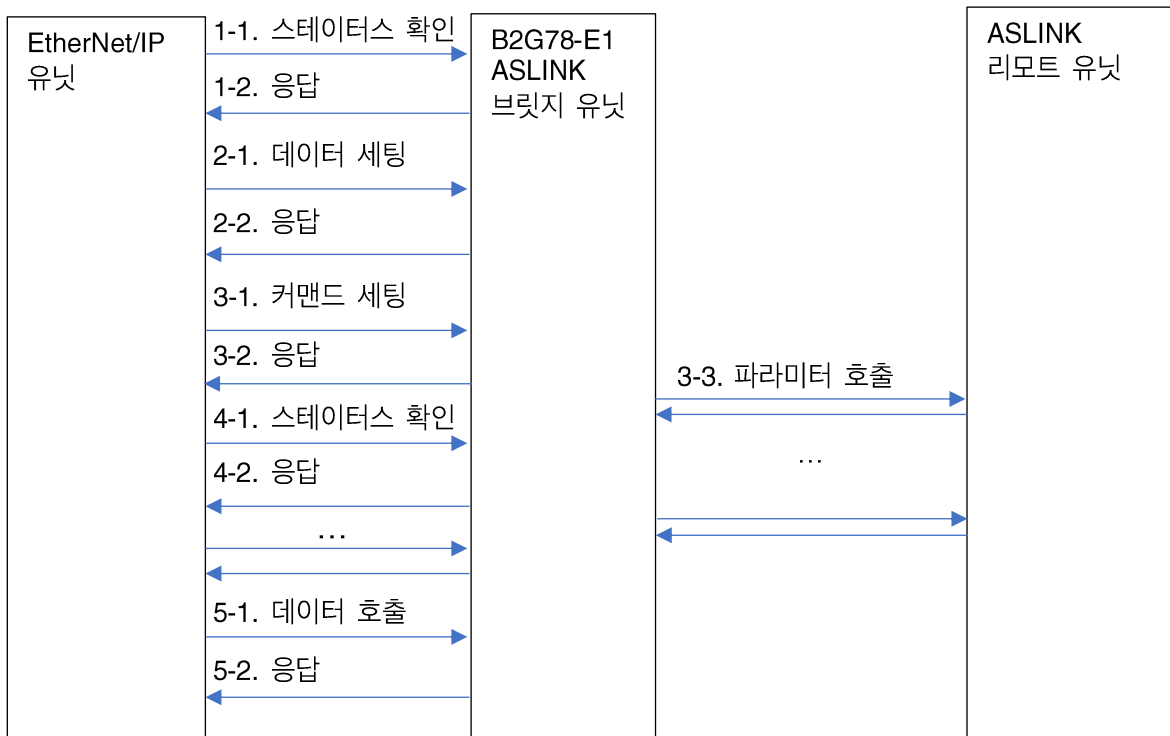 EtherNet/IP
유닛
1-1. 스테이터스 확인
1-2. 응답
2-1. 데이터 세팅
2-2. 응답
3-1. 커맨드 세팅
3-2. 응답
4-1. 스테이터스 확인
4-2. 응답
...
5-1. 데이터 호출
5-2. 응답
B2G78-E1
ASLINK
브릿지 유닛
3-3. 파라미터 호출
...
ASLINK
리모트 유닛